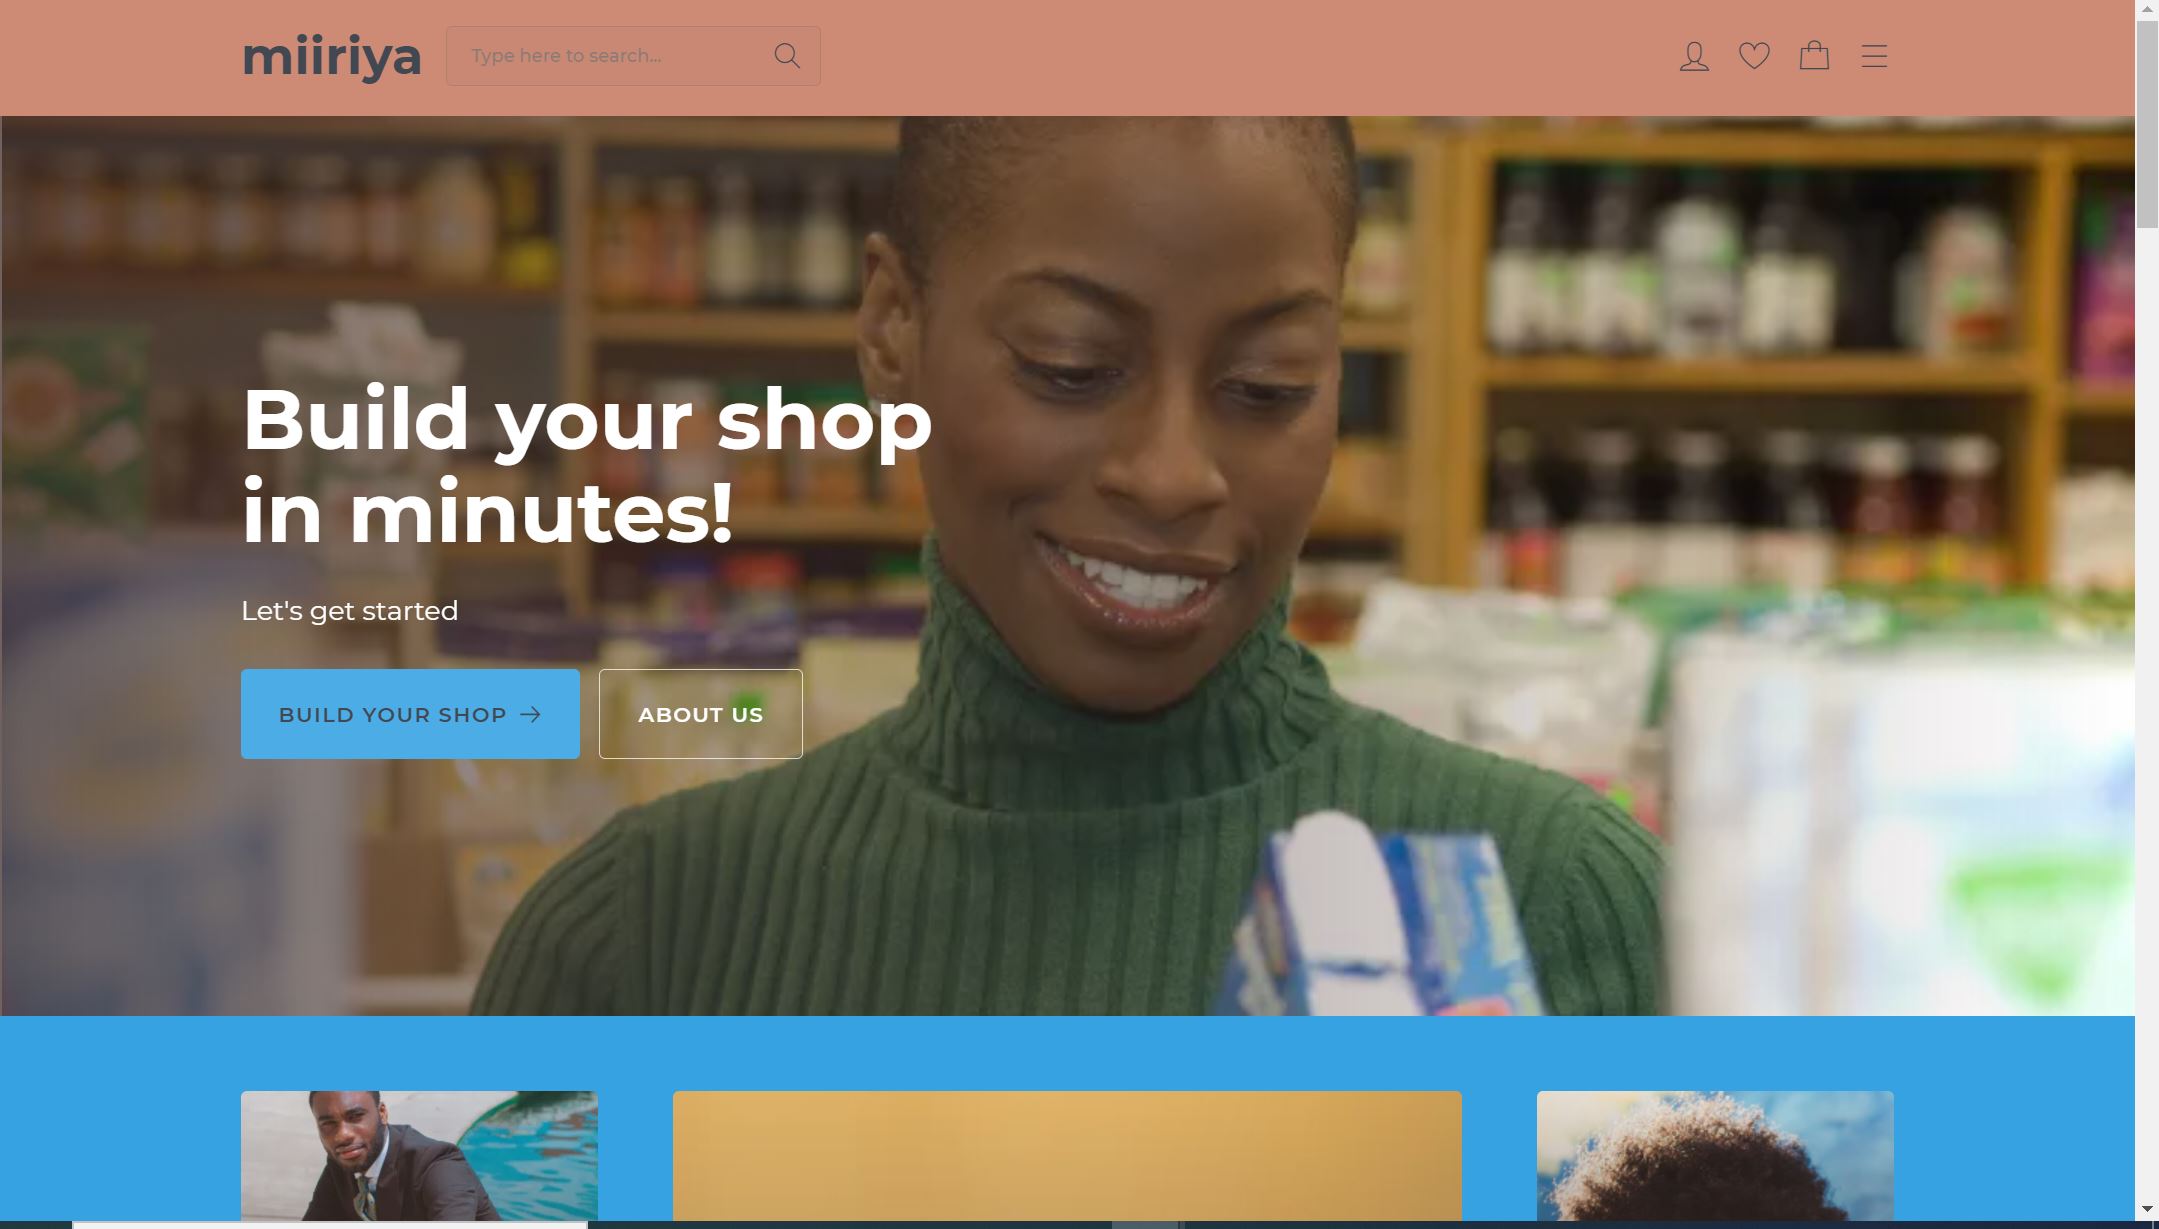 miiriya
Type here to search...
Build your shop
in minutes!
Let's get started
BUILD YOUR SHOP
ABOUT US